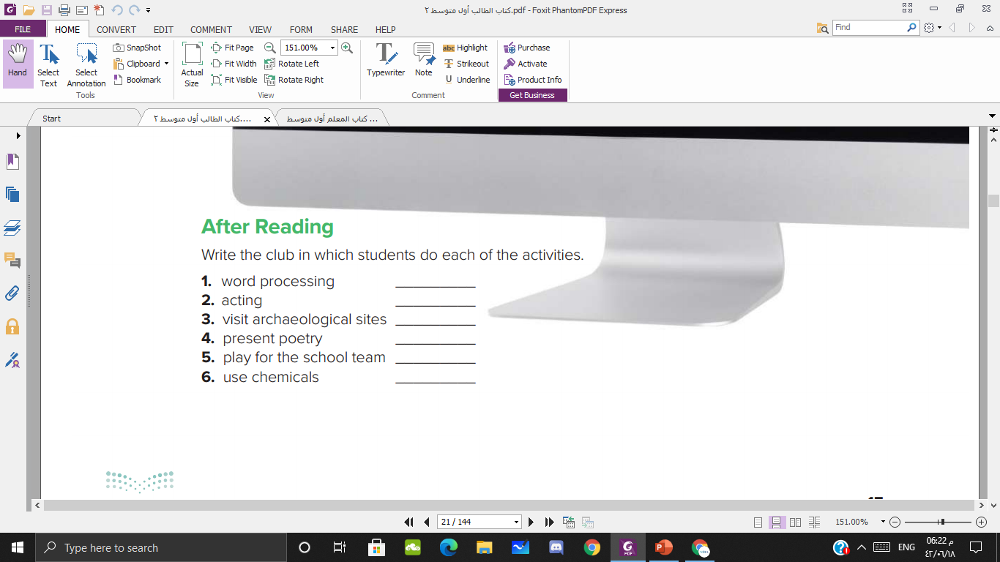 كتاب الطالب أول متوسط ٢.pdf - Foxit PhantomPDF Express
FILE HOME CONVERT EDIT COMMENT VIEW FORM SHARE HELP
Find
Hand
Select Text
Select Annotation
SnapShot
Clipboard
Bookmark
Tools
Actual Size
Fit Page
Fit Width
Fit Visible
151.00%
Rotate Left
Rotate Right
View
Typewriter
Note
Highlight
Strikeout
Underline
Comment
Purchase
Activate
Product Info
Get Business
Start
كتاب الطالب أول متوسط ٢....
كتاب المعلم أول متوسط ...
After Reading
Write the club in which students do each of the activities.
1. word processing ___________
2. acting ___________
3. visit archaeological sites ___________
4. present poetry ___________
5. play for the school team ___________
6. use chemicals ___________
21 / 144
151.00%
Type here to search
ENG
06:22 م
٤٢/٠٦/١٨